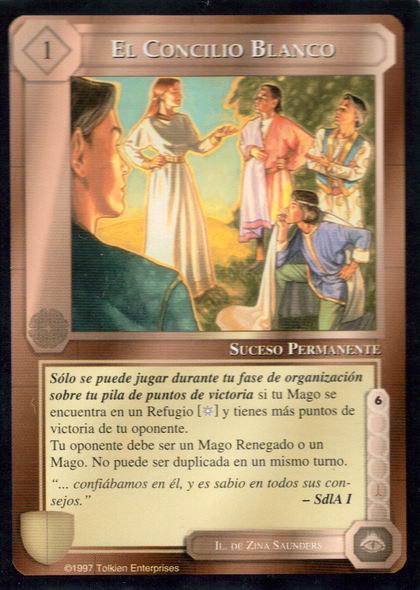 1
El Concilio Blanco
Suceso Permanente
Sólo se puede jugar durante tu fase de organización
sobre tu pila de puntos de victoria si tu Mago se
encuentra en un Refugio [☼] y tienes más puntos de
victoria de tu oponente.
Tu oponente debe ser un Mago Renegado o un
Mago. No puede ser duplicada en un mismo turno.
“... confiábamos en él, y es sabio en todos sus con-
sejos.” – SdlA I
6
Il. de Zina Saunders
©1997 Tolkien Enterprises